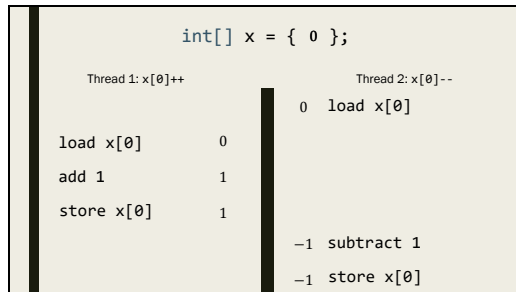 int[] x = { 0 };
Thread 1: x[0]++
Thread 2: x[0]--
0 load x[0]
load x[0] 0
add 1 1
store x[0] 1
−1 subtract 1
−1 store x[0]